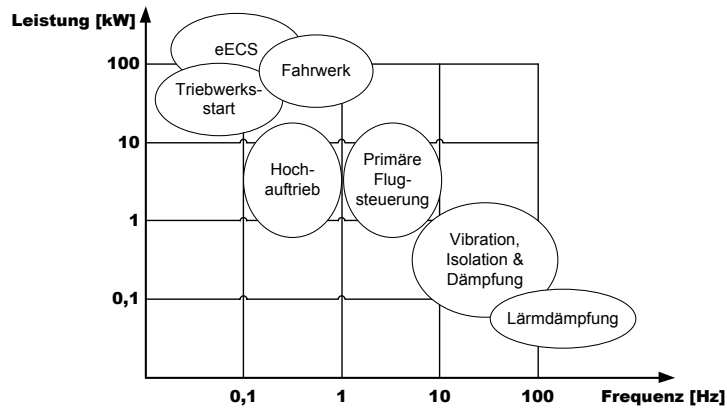 Leistung [kW]
eECS
100
Fahrwerk
Triebwerks-
start
10
Hoch-
auftrieb
Primäre
Flug-
steuerung
1
Vibration,
Isolation &
Dämpfung
0,1
Lärmdämpfung
0,1
1
10
100
Frequenz [Hz]